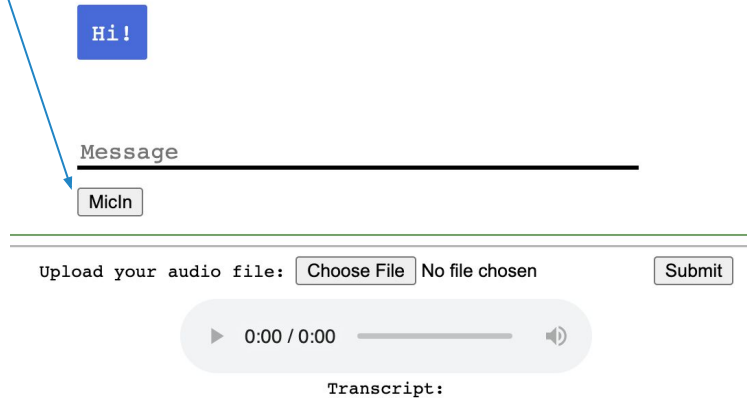 Hi!
Message
MicIn
Upload your audio file: Choose File No file chosen Submit
0:00 / 0:00
Transcript: